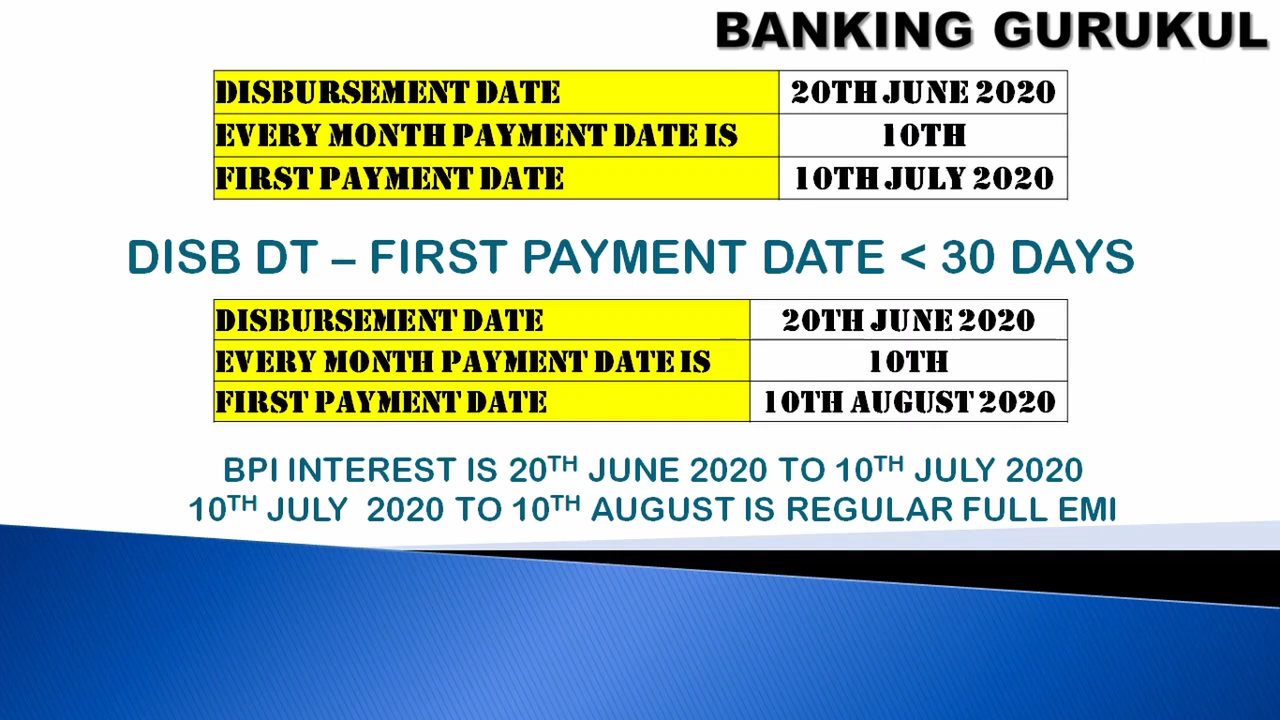 BANKING GURUKUL
DISBURSEMENT DATE 20TH JUNE 2020
EVERY MONTH PAYMENT DATE IS 10TH
FIRST PAYMENT DATE 10TH JULY 2020
DISB DT – FIRST PAYMENT DATE < 30 DAYS
DISBURSEMENT DATE 20TH JUNE 2020
EVERY MONTH PAYMENT DATE IS 10TH
FIRST PAYMENT DATE 10TH AUGUST 2020
BPI INTEREST IS 20TH JUNE 2020 TO 10TH JULY 2020
10TH JULY 2020 TO 10TH AUGUST IS REGULAR FULL EMI